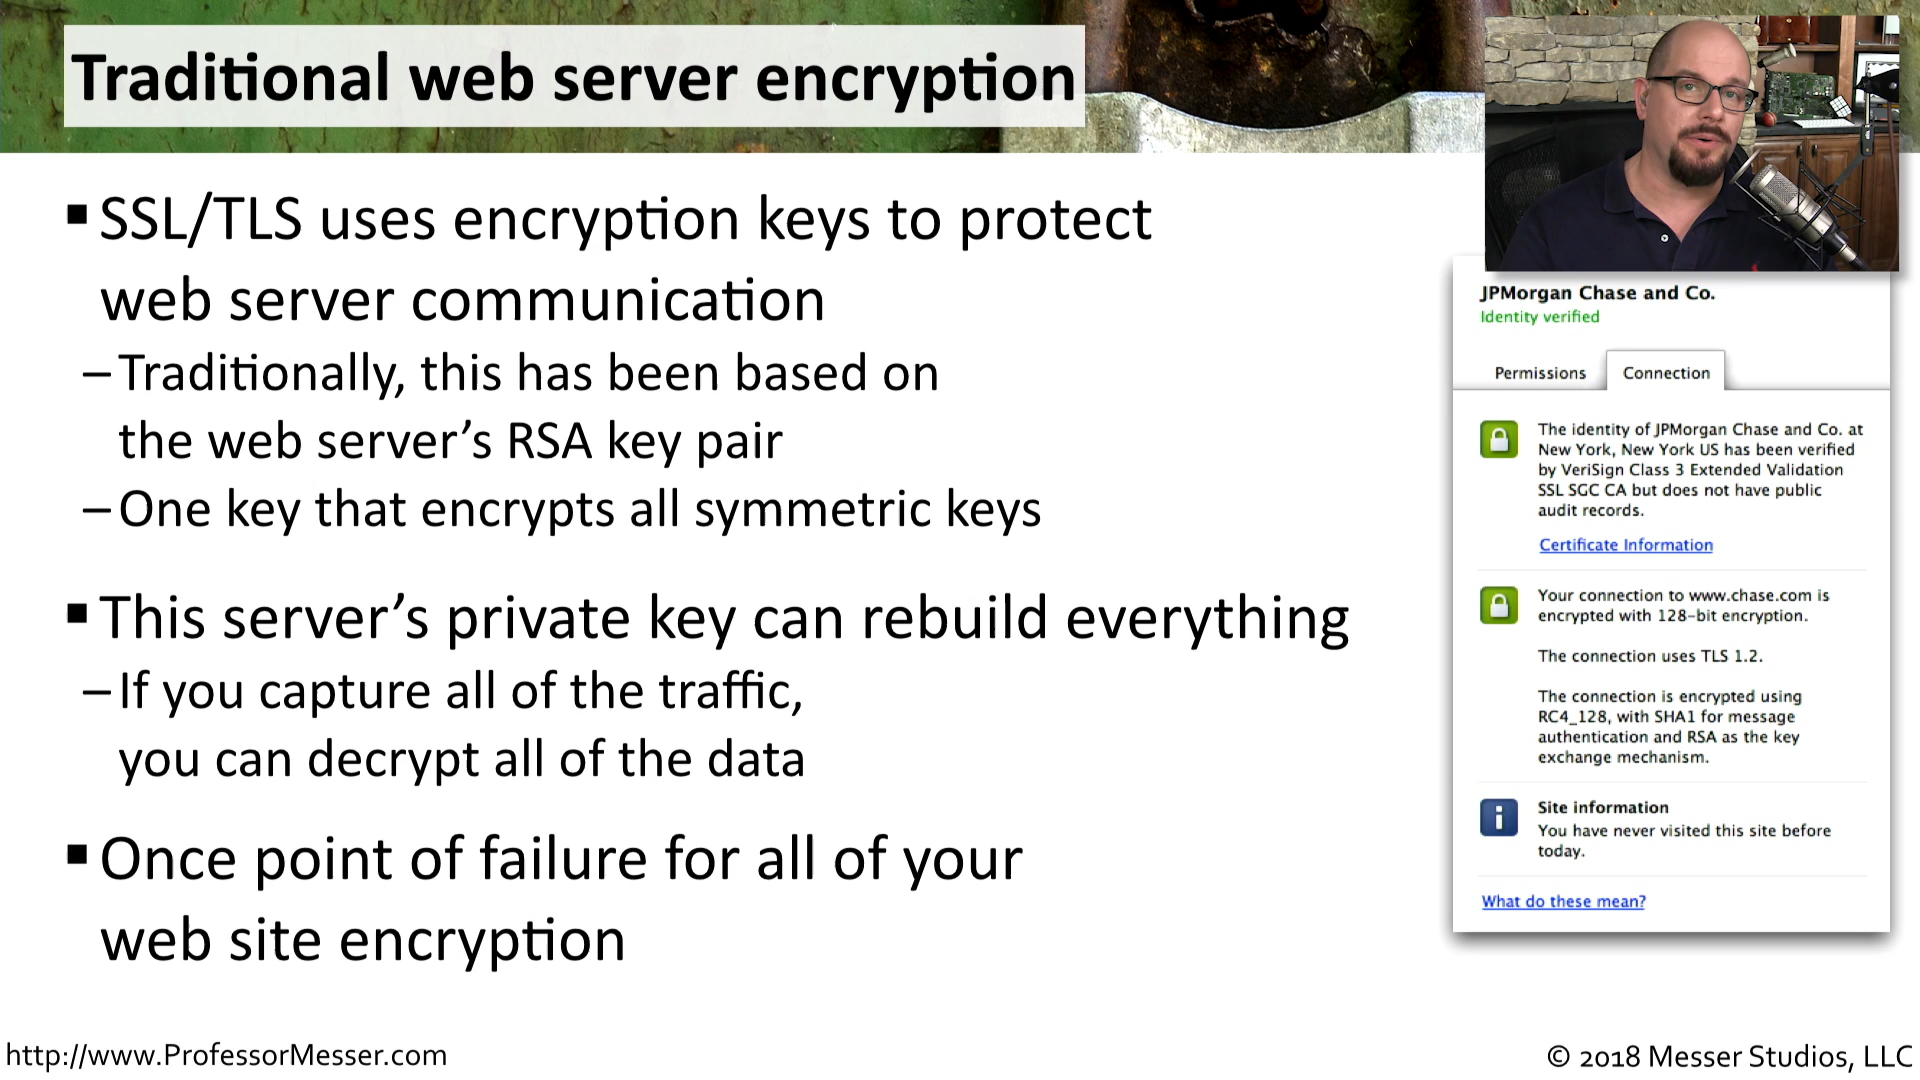 Traditional web server encryption
▪ SSL/TLS uses encryption keys to protect
web server communication
– Traditionally, this has been based on
the web server’s RSA key pair
– One key that encrypts all symmetric keys
▪ This server’s private key can rebuild everything
– If you capture all of the traffic,
you can decrypt all of the data
▪ Once point of failure for all of your
web site encryption
JPMorgan Chase and Co.
Identity verified
Permissions
Connection
The identity of JPMorgan Chase and Co. at
New York, New York US has been verified
by VeriSign Class 3 Extended Validation
SSL SGC CA but does not have public
audit records.
Certificate Information
Your connection to www.chase.com is
encrypted with 128-bit encryption.
The connection uses TLS 1.2.
The connection is encrypted using
RC4_128, with SHA1 for message
authentication and RSA as the key
exchange mechanism.
Site information
You have never visited this site before
today.
What do these mean?
http://www.ProfessorMesser.com
© 2018 Messer Studios, LLC